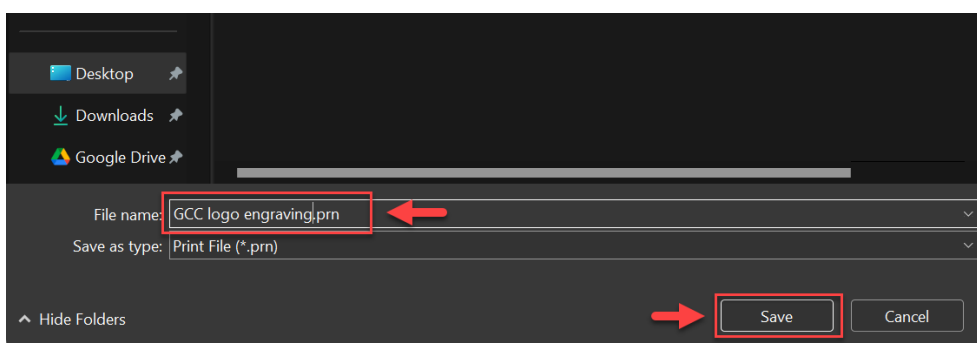 Desktop
Downloads
Google Drive
File name: GCC logo engraving.prn
Save as type: Print File (*.prn)
Hide Folders Save Cancel